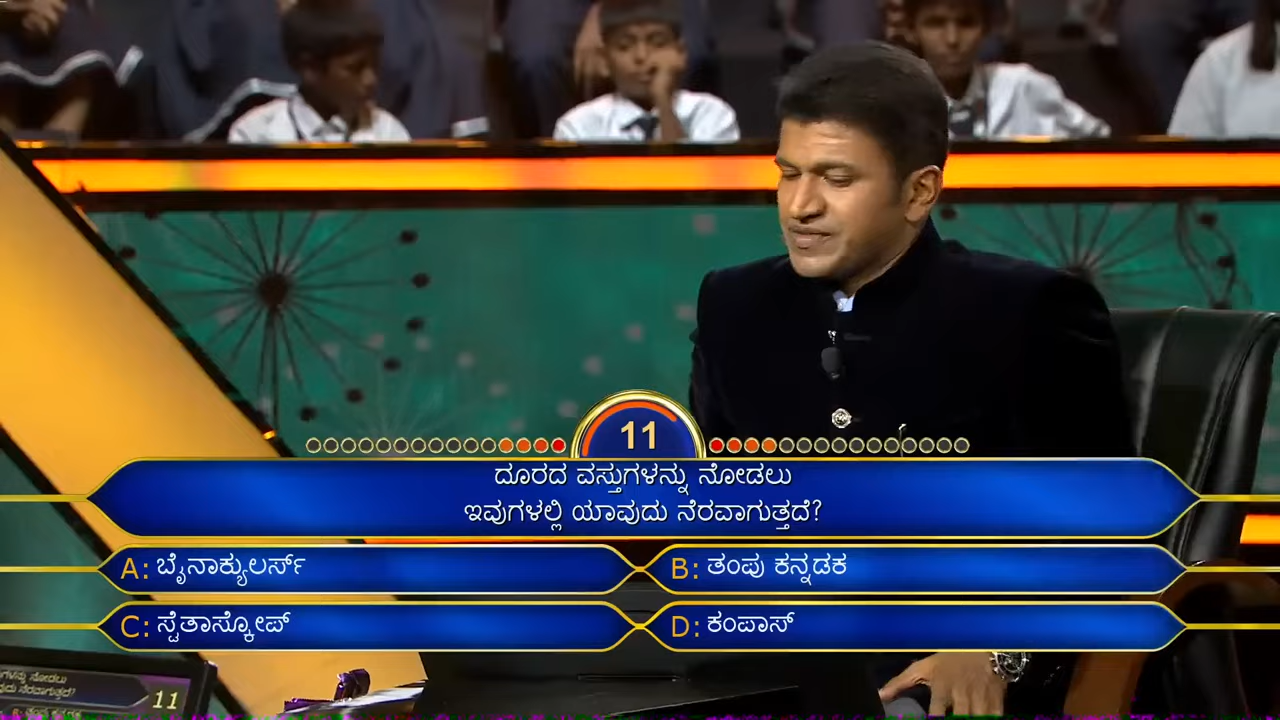 11
ದೂರದ ವಸ್ತುಗಳನ್ನು ನೋಡಲು
ಇವುಗಳಲ್ಲಿ ಯಾವುದು ನೆರವಾಗುತ್ತದೆ?
A: ಬೈನಾಕ್ಯುಲರ್ಸ್
B: ತಂಪು ಕನ್ನಡಕ
C: ಸ್ಟೆತಾಸ್ಕೋಪ್
D: ಕಂಪಾಸ್
11